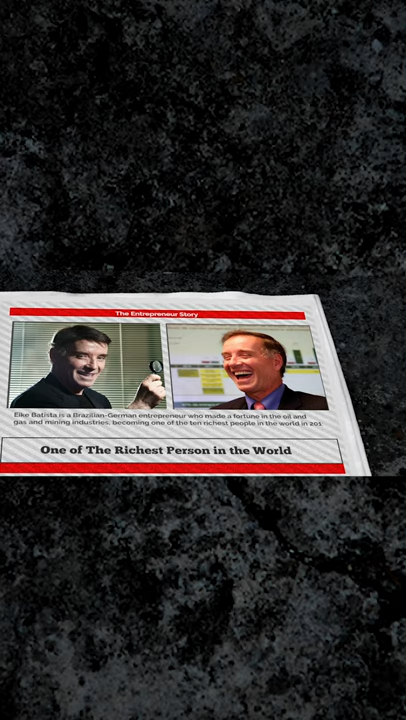 The Entrepreneur Story
Eike Batista is a Brazilian-German entrepreneur who made a fortune in the oil and
gas and mining industries, becoming one of the ten richest people in the world in 201
One of The Richest Person in the World